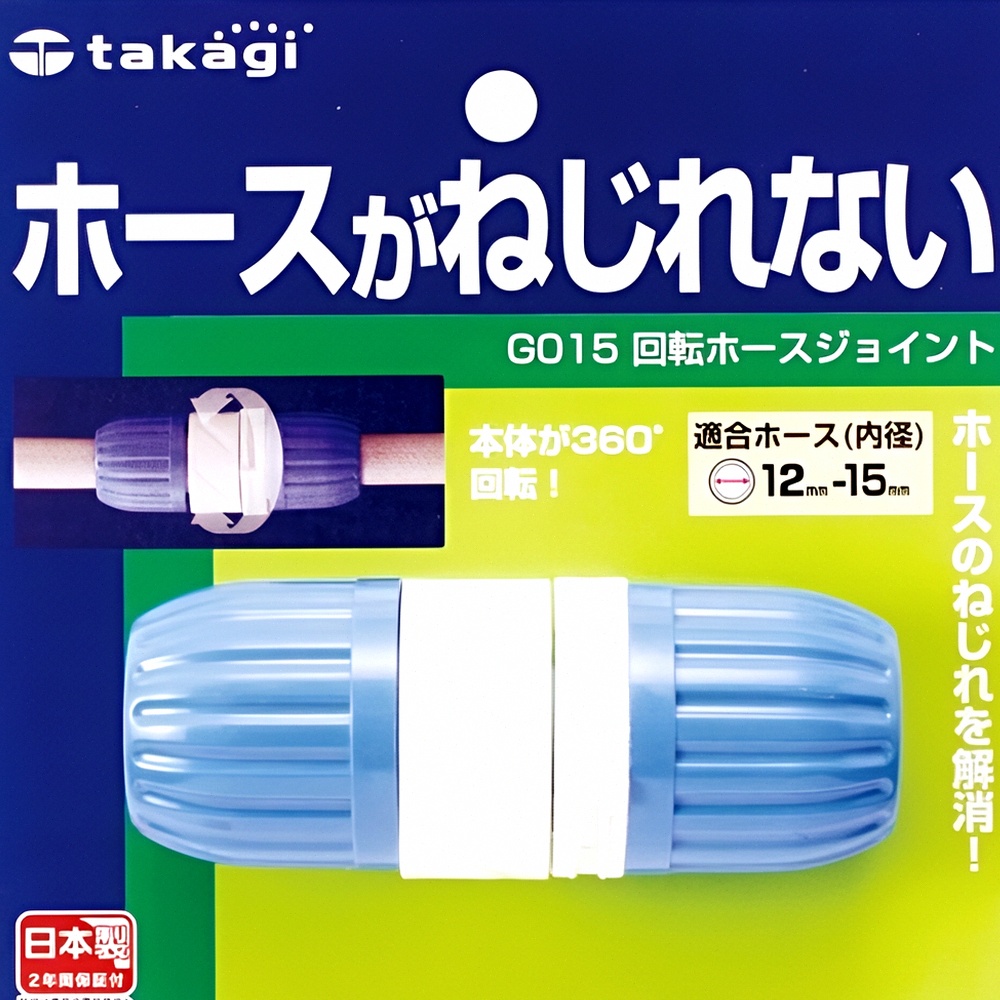 takagi
ホースがねじれない
G015 回転ホースジョイント
本体が360°
回転！
適合ホース(内径)
12mm-15
ホースのねじれを解消！
日本製
2年間保証付